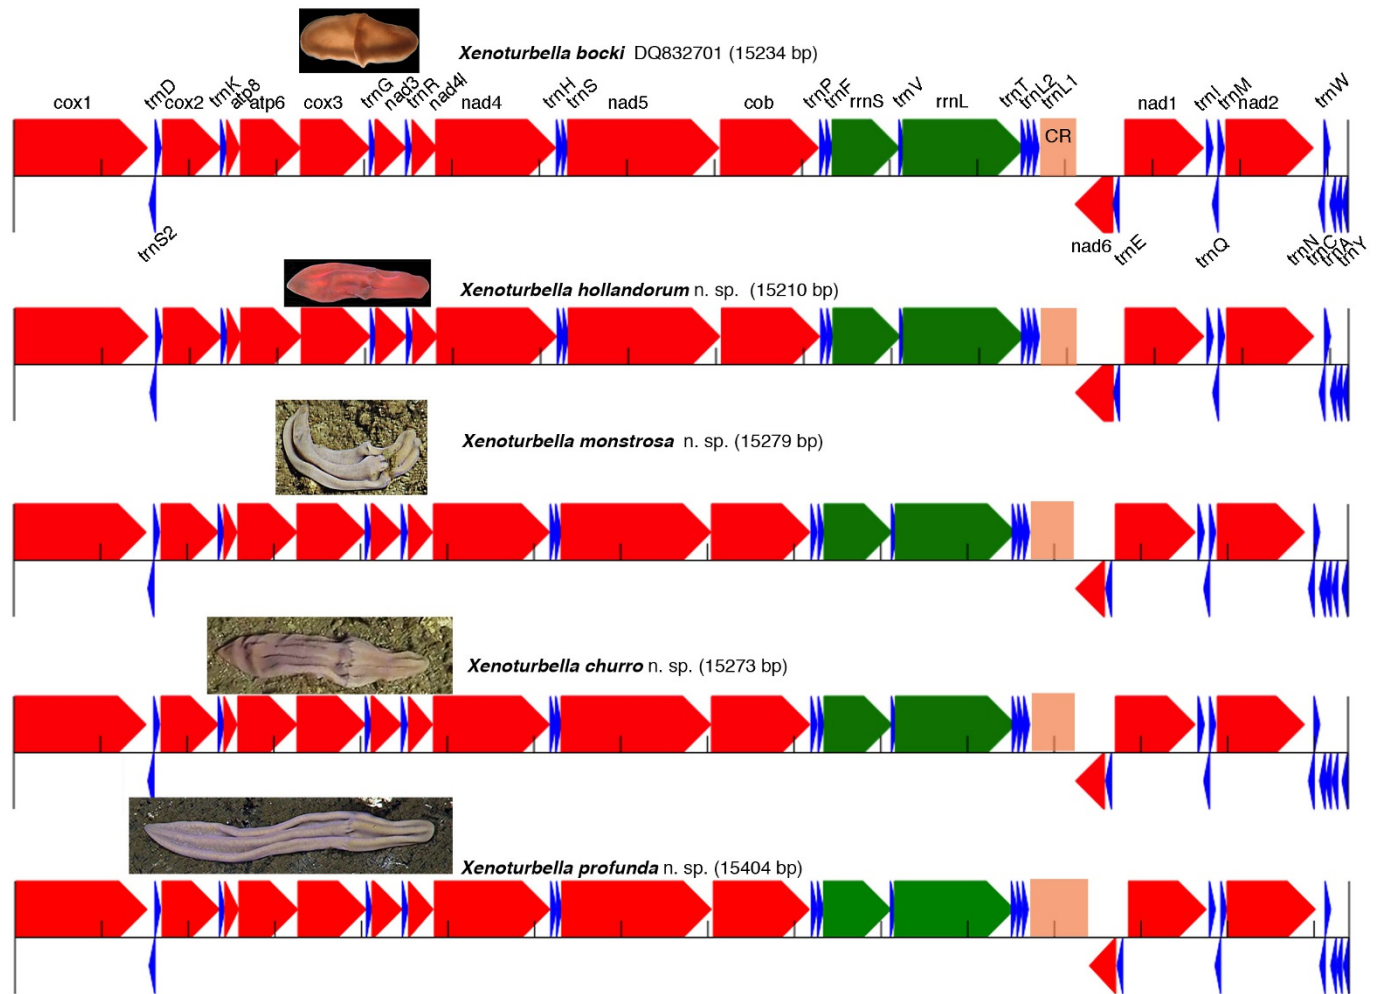 Xenoturbella bocki DQ832701 (15234 bp)
cox1 trnD cox2 trnK atp8 atp6 cox3 trnG nad3 trnR nad4l nad4 trnH trnS nad5 cob trnP trnF rrnS trnV rrnL trnT trnL2 trnL1 nad1 trnI trnM nad2 trnW
CR
trnS2 nad6 trnE trnQ trnN trnC trnA trnY
Xenoturbella hollandorum n. sp. (15210 bp)
Xenoturbella monstrosa n. sp. (15279 bp)
Xenoturbella churro n. sp. (15273 bp)
Xenoturbella profunda n. sp. (15404 bp)